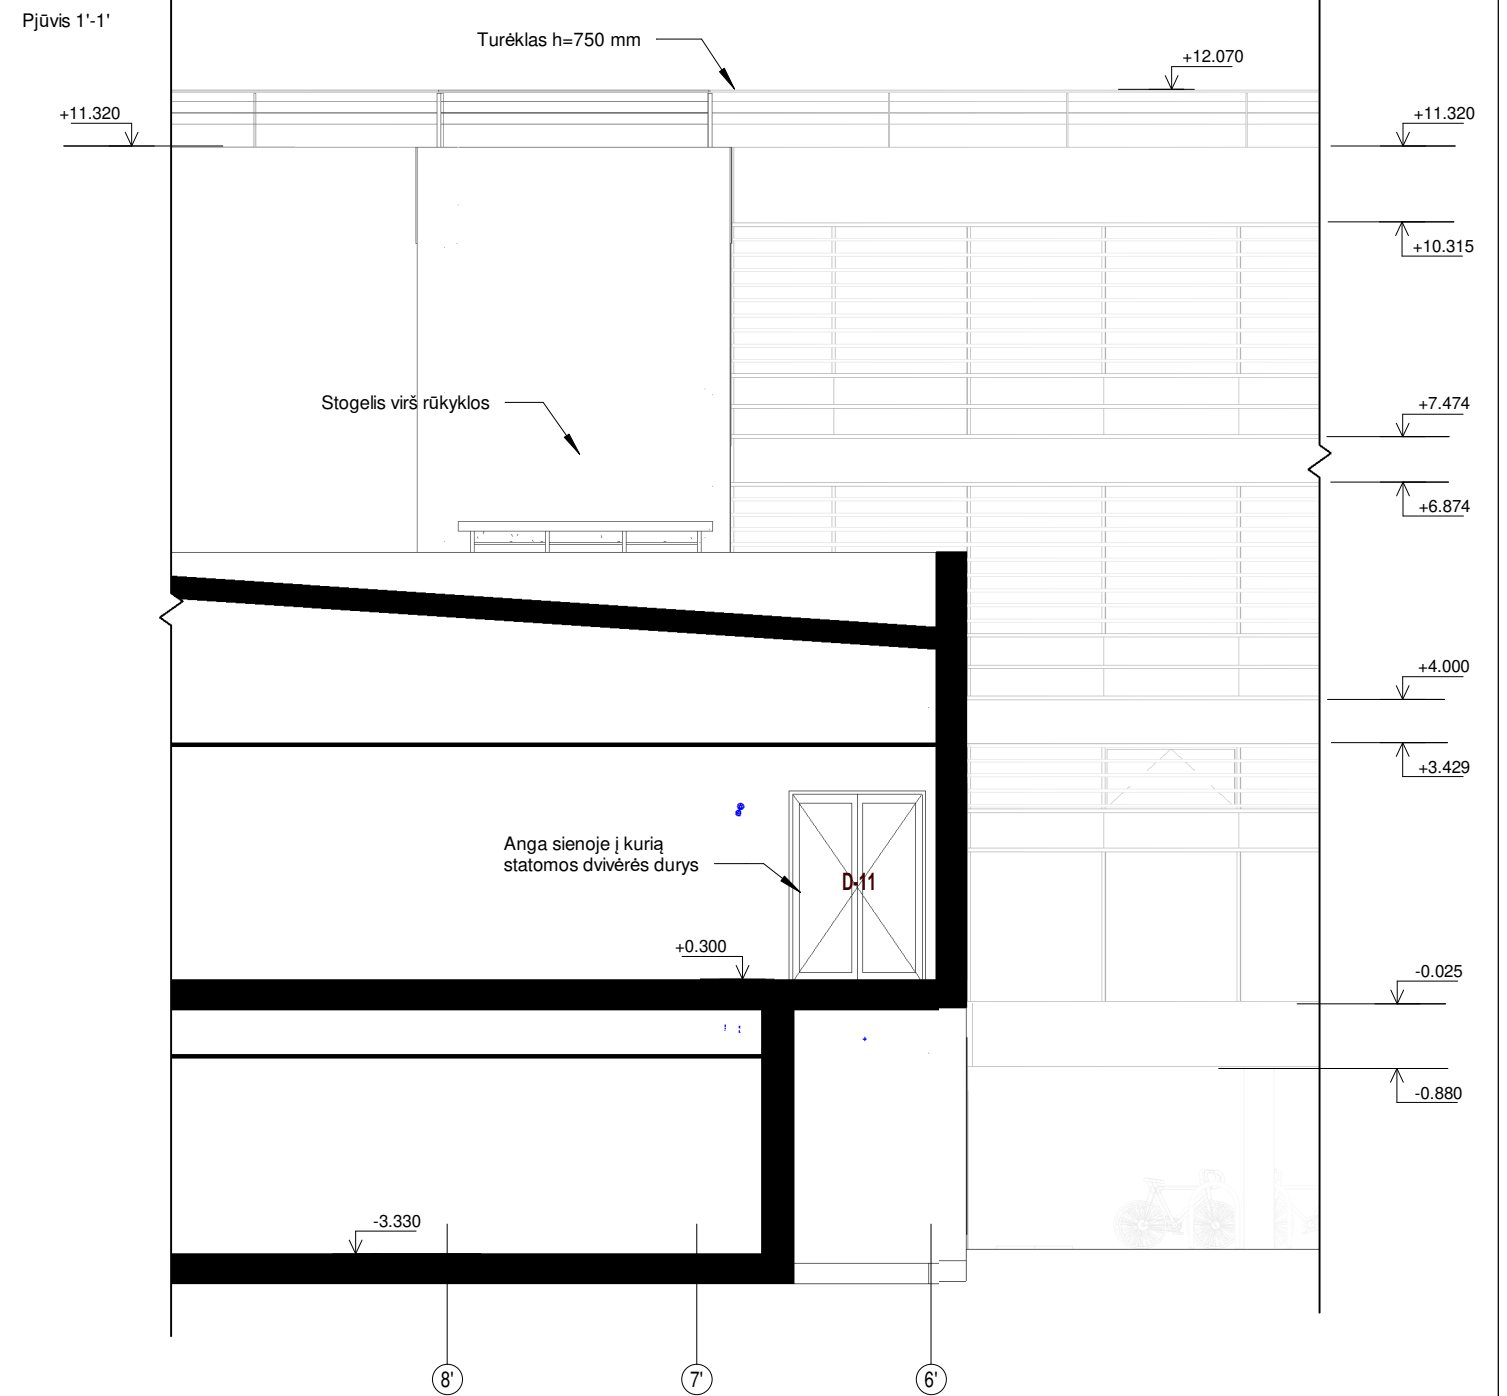 Pjūvis 1'-1'
Turėklas h=750 mm
+12.070
+11.320
+11.320
+10.315
Stogelis virš rūkyklos
+7.474
+6.874
+4.000
+3.429
Anga sienoje į kurią
statomos dvivėrės durys
D-11
+0.300
-0.025
-0.880
-3.330
8'
7'
6'